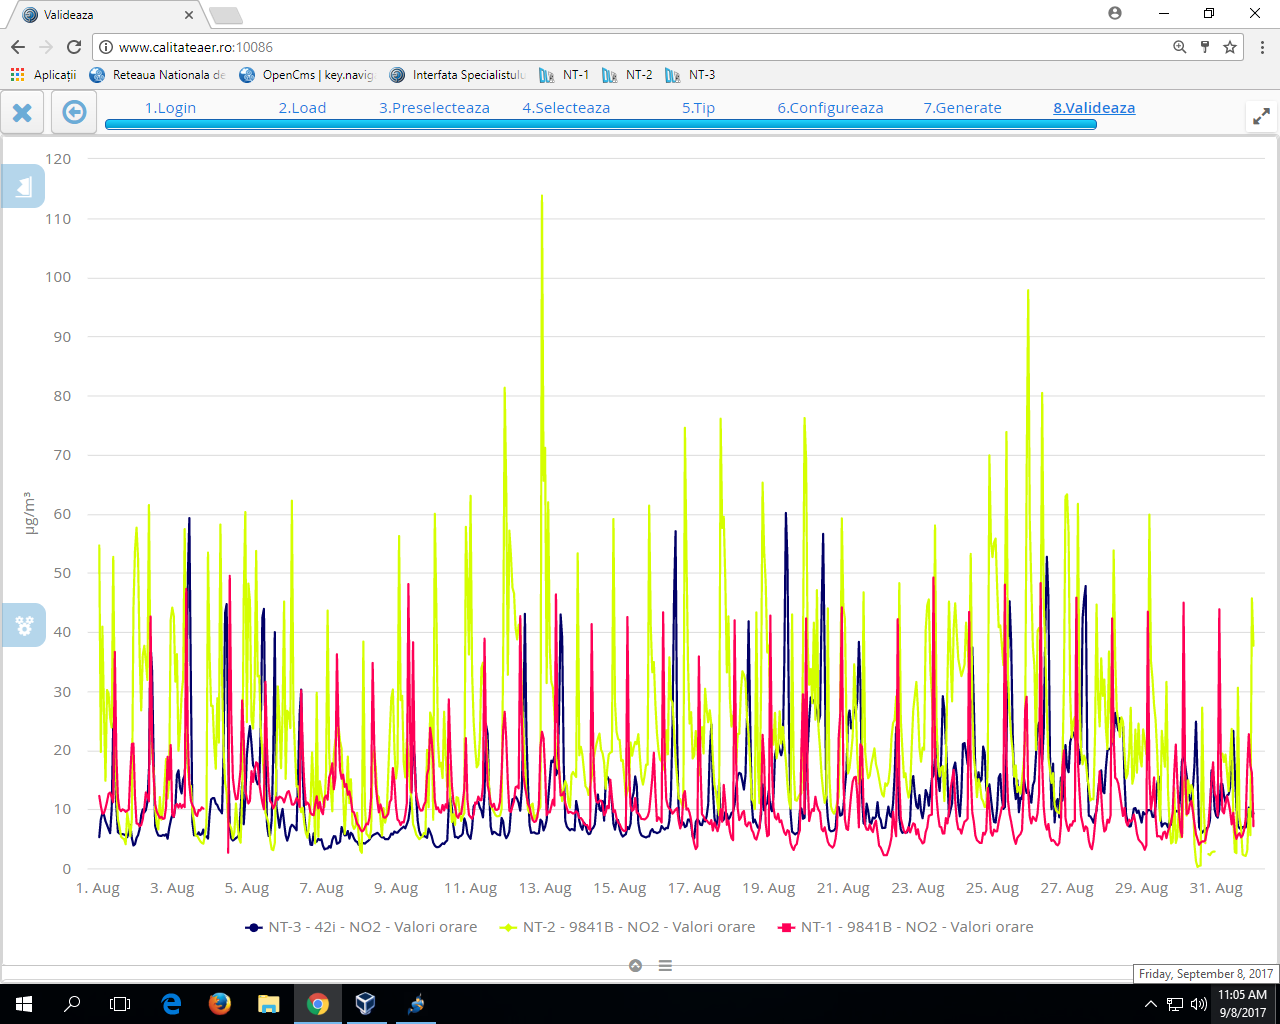 Valideaza
www.calitateaer.ro:10086
Aplicații
Reteaua Nationala de
OpenCms | key.navig
Interfata Specialistulu
NT-1
NT-2
NT-3
1.Login
2.Load
3.Preselecteaza
4.Selecteaza
5.Tip
6.Configureaza
7.Generate
8.Valideaza
120
110
100
90
80
70
60
50
40
30
20
10
0
µg/m³
1. Aug
3. Aug
5. Aug
7. Aug
9. Aug
11. Aug
13. Aug
15. Aug
17. Aug
19. Aug
21. Aug
23. Aug
25. Aug
27. Aug
29. Aug
31. Aug
NT-3 - 42i - NO2 - Valori orare
NT-2 - 9841B - NO2 - Valori orare
NT-1 - 9841B - NO2 - Valori orare
Friday, September 8, 2017
11:05 AM
9/8/2017